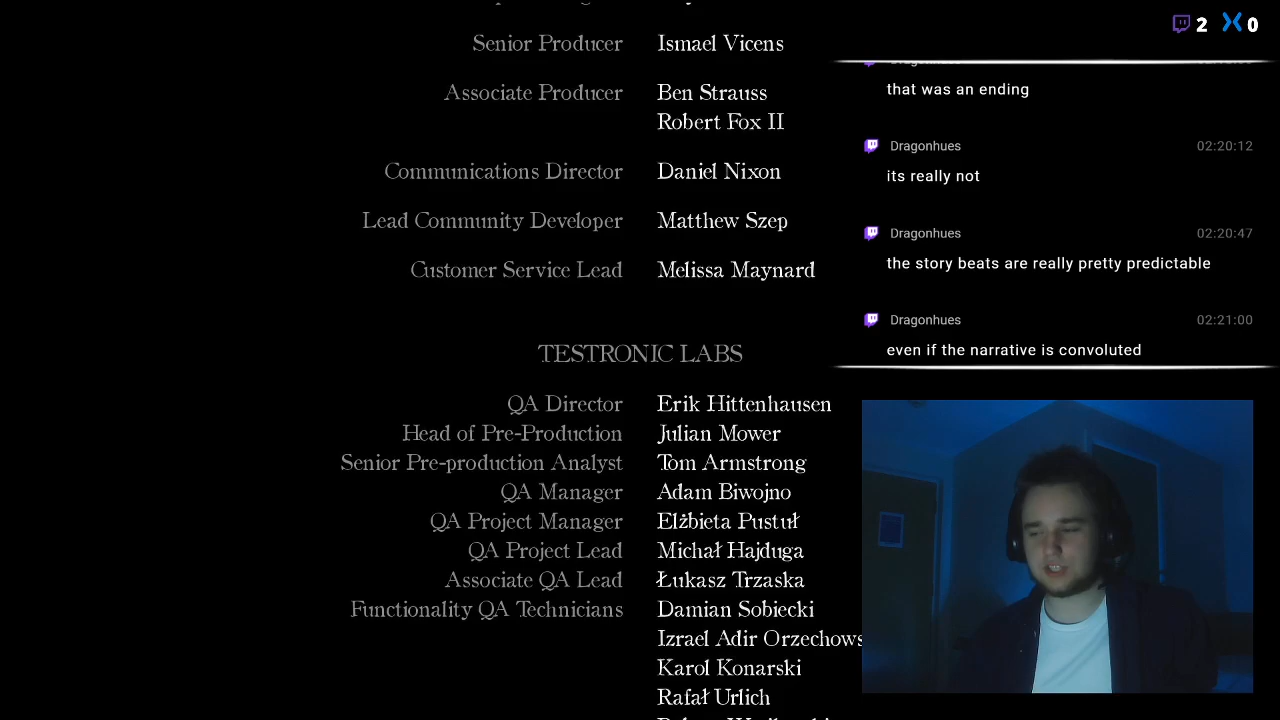 2 0
Senior Producer Ismael Vicens
Associate Producer Ben Strauss
Robert Fox II
Communications Director Daniel Nixon
Lead Community Developer Matthew Szep
Customer Service Lead Melissa Maynard
TESTRONIC LABS
QA Director Erik Hittenhausen
Head of Pre-Production Julian Mower
Senior Pre-production Analyst Tom Armstrong
QA Manager Adam Biwojno
QA Project Manager Elżbieta Pustuł
QA Project Lead Michał Hajduga
Associate QA Lead Łukasz Trzaska
Functionality QA Technicians Damian Sobiecki
Izrael Adir Orzechows
Karol Konarski
Rafał Urlich
that was an ending
Dragonhues 02:20:12
its really not
Dragonhues 02:20:47
the story beats are really pretty predictable
Dragonhues 02:21:00
even if the narrative is convoluted